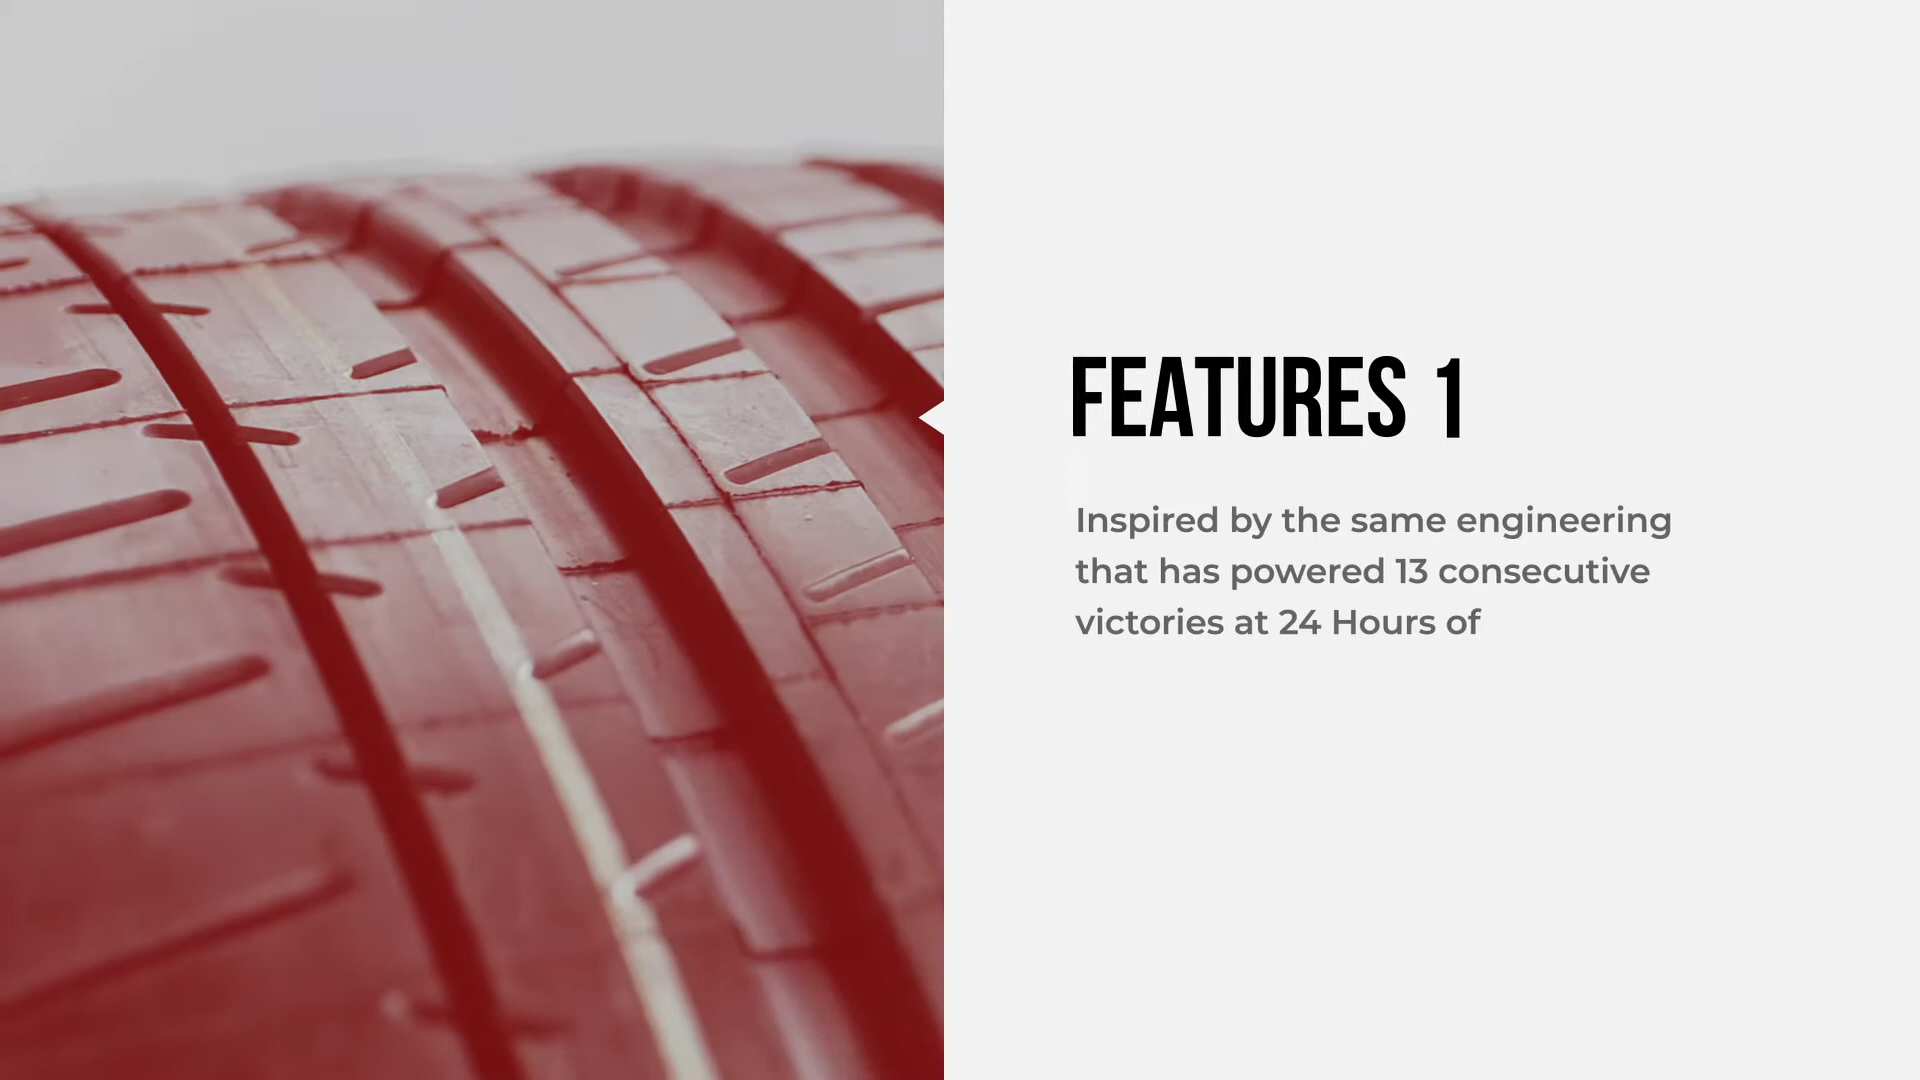 FEATURES 1
Inspired by the same engineering
that has powered 13 consecutive
victories at 24 Hours of